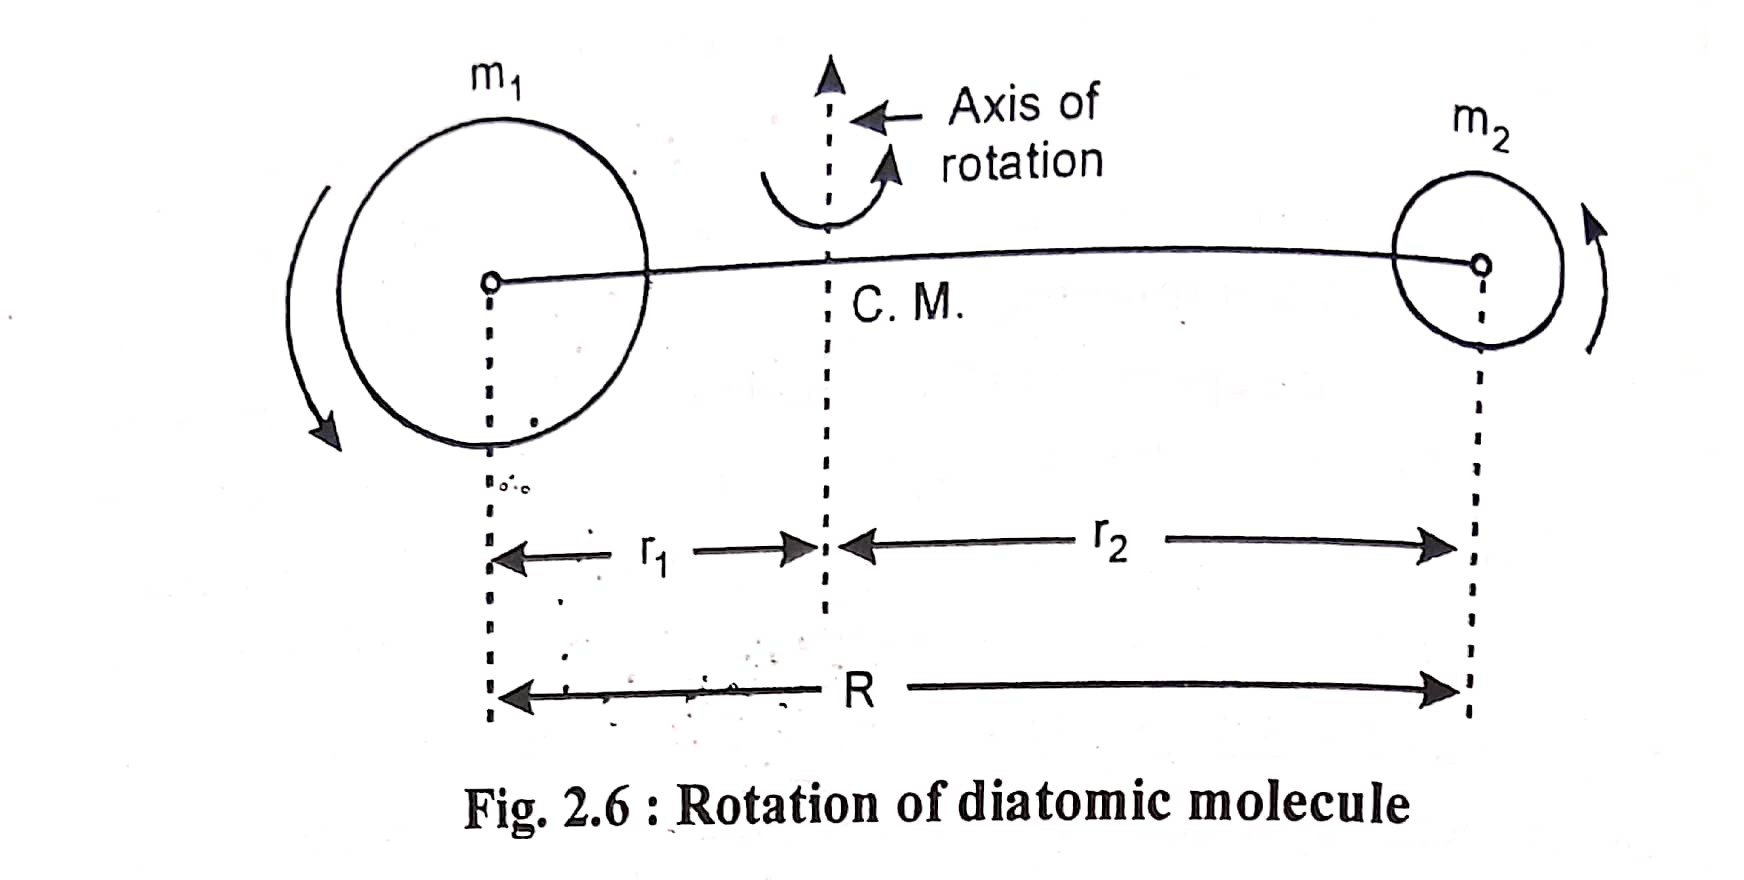 m1
Axis of
rotation
m2
C. M.
r1
r2
R
Fig. 2.6 : Rotation of diatomic molecule